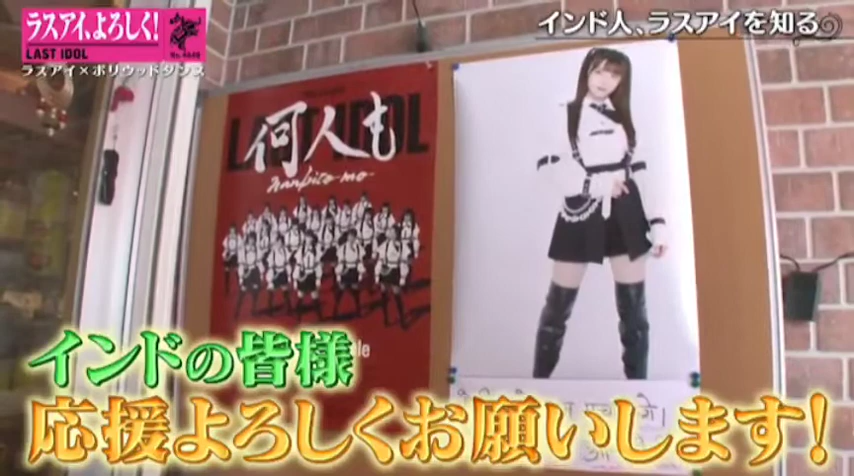 ラスアイ、よろしく!
LAST IDOL
ラスアイ×ボリウッドダンス
インド人、ラスアイを知る
LAST IDOL
何人も
nanbito mo
インドの皆様
応援よろしくお願いします!